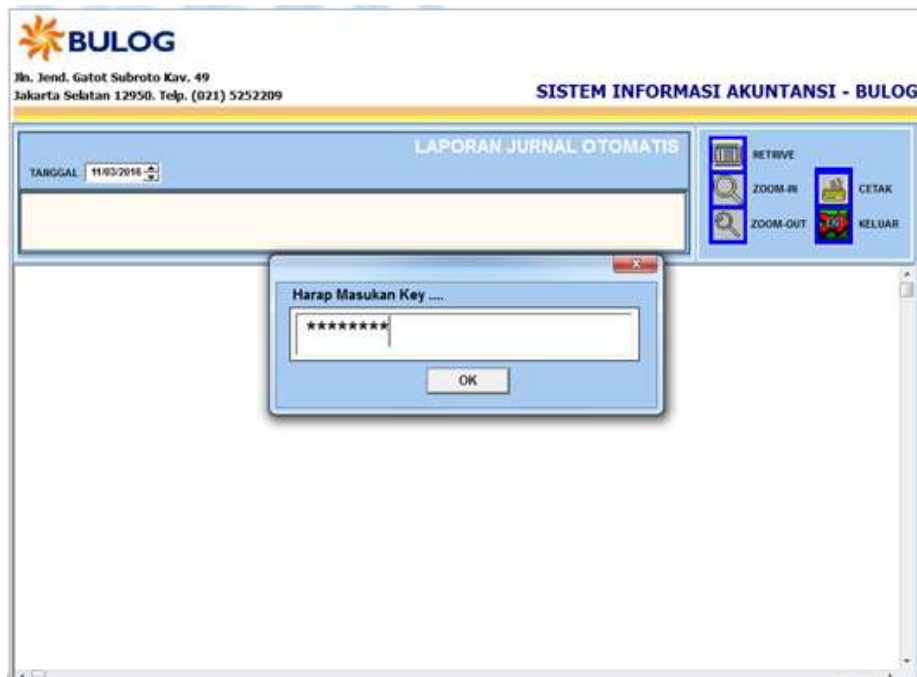 BULOG
Jln. Jend. Gatot Subroto Kav. 49
Jakarta Selatan 12950. Telp. (021) 5252209
SISTEM INFORMASI AKUNTANSI - BULOG
LAPORAN JURNAL OTOMATIS
TANGGAL 11/03/2016
RETRIVE
ZOOM-IN
CETAK
ZOOM-OUT
EXIT
KELUAR
Harap Masukan Key ....
********
OK